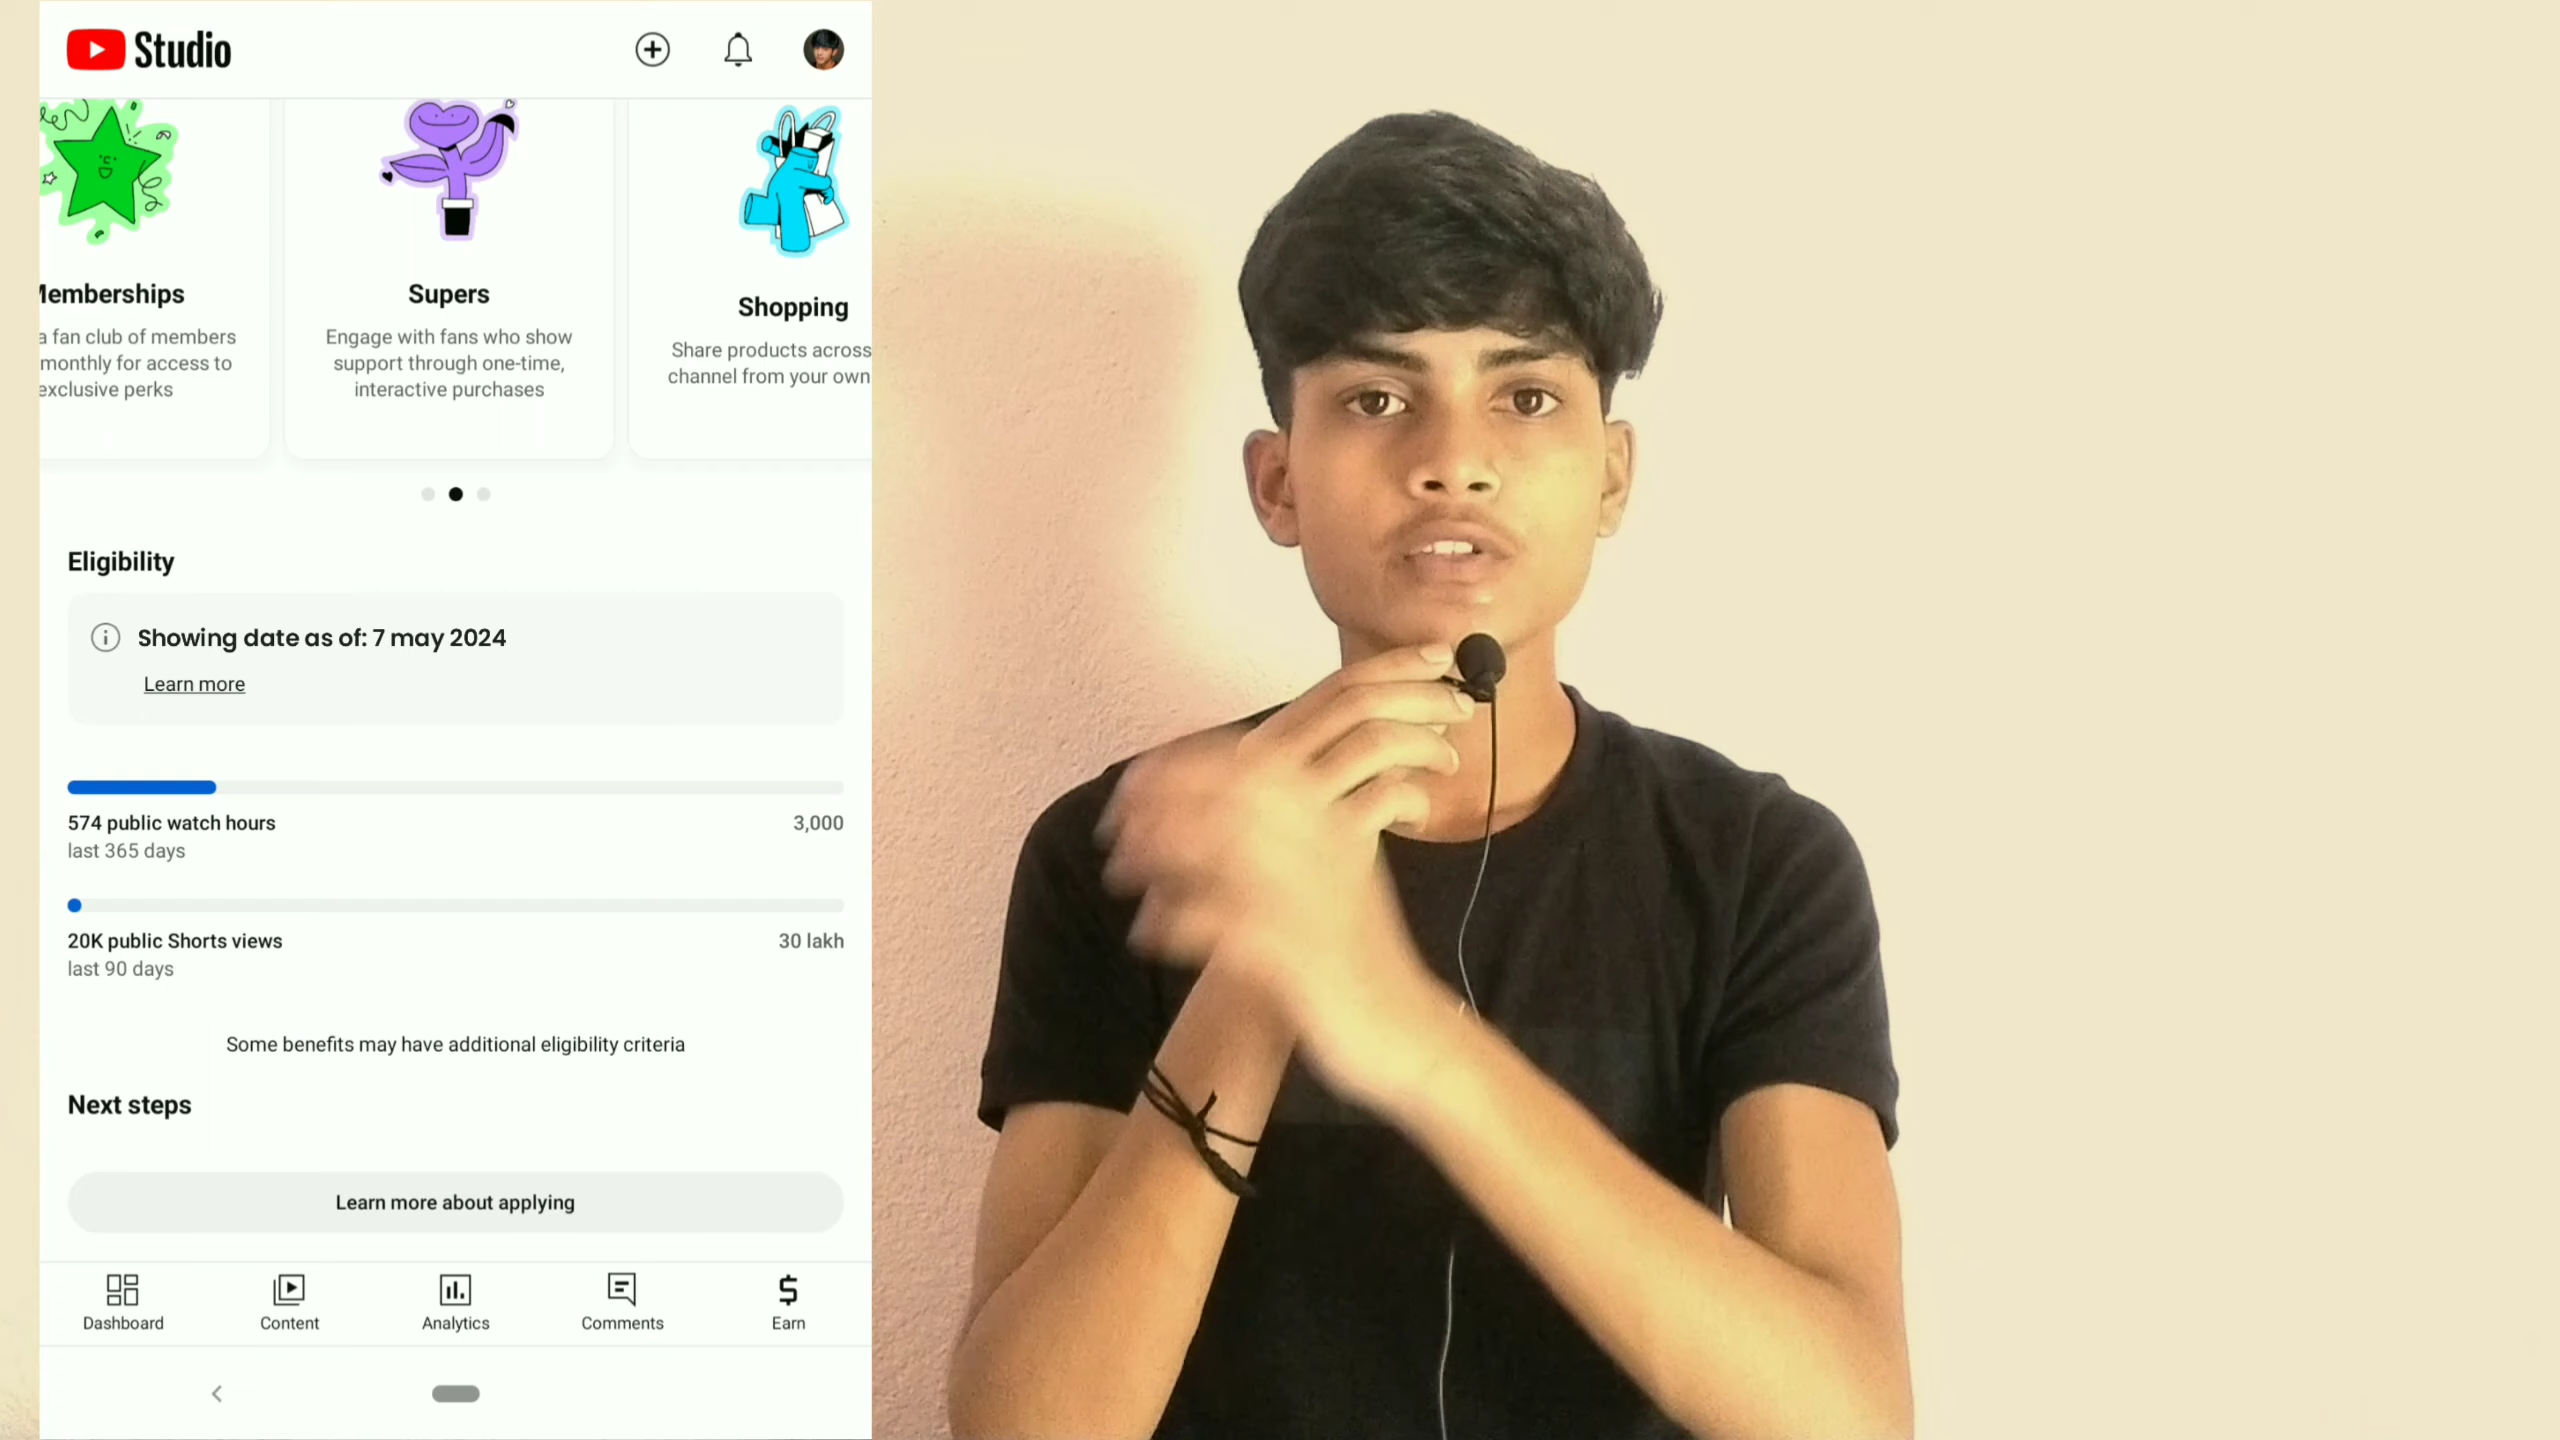 Studio
Memberships
a fan club of members
monthly for access to
exclusive perks
Supers
Engage with fans who show
support through one-time,
interactive purchases
Shopping
Share products across
channel from your own
Eligibility
Showing date as of: 7 may 2024
Learn more
574 public watch hours
3,000
last 365 days
20K public Shorts views
30 lakh
last 90 days
Some benefits may have additional eligibility criteria
Next steps
Learn more about applying
Dashboard
Content
Analytics
Comments
Earn